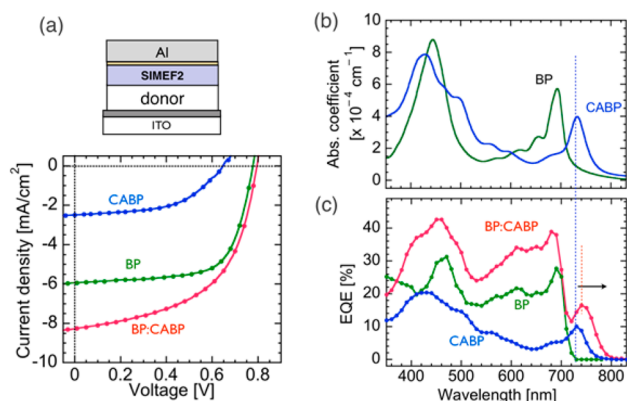 (a)
Al
SIMEF2
donor
ITO
Current density [mA/cm²]
0
-2
-4
-6
-8
-10
CABP
BP
BP:CABP
0
0.2
0.4
0.6
0.8
1
Voltage [V]
(b)
Abs. coefficient
[x 10⁻⁴ cm⁻¹]
8
6
4
2
0
BP
CABP
(c)
EQE [%]
40
30
20
10
0
BP:CABP
BP
CABP
400
500
600
700
800
Wavelength [nm]